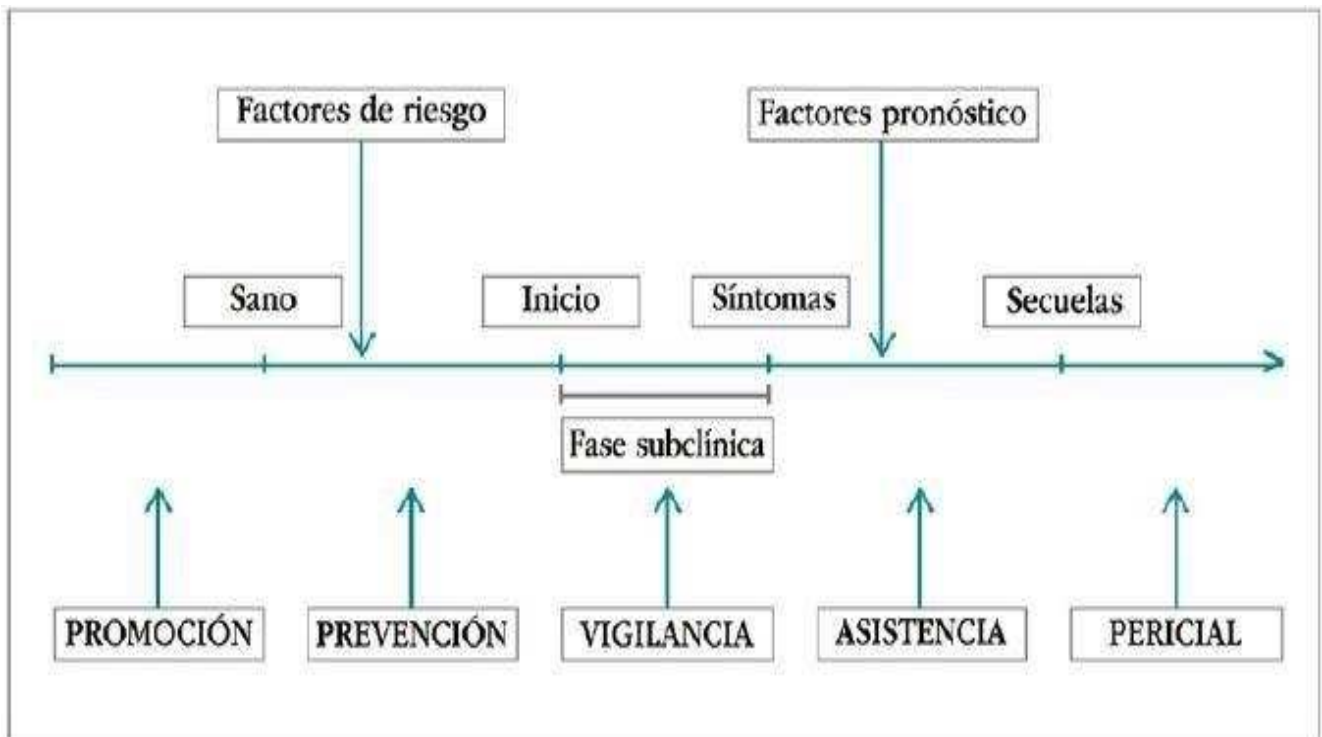 Factores de riesgo
Factores pronóstico
Sano
Inicio
Síntomas
Secuelas
Fase subclínica
PROMOCIÓN
PREVENCIÓN
VIGILANCIA
ASISTENCIA
PERICIAL